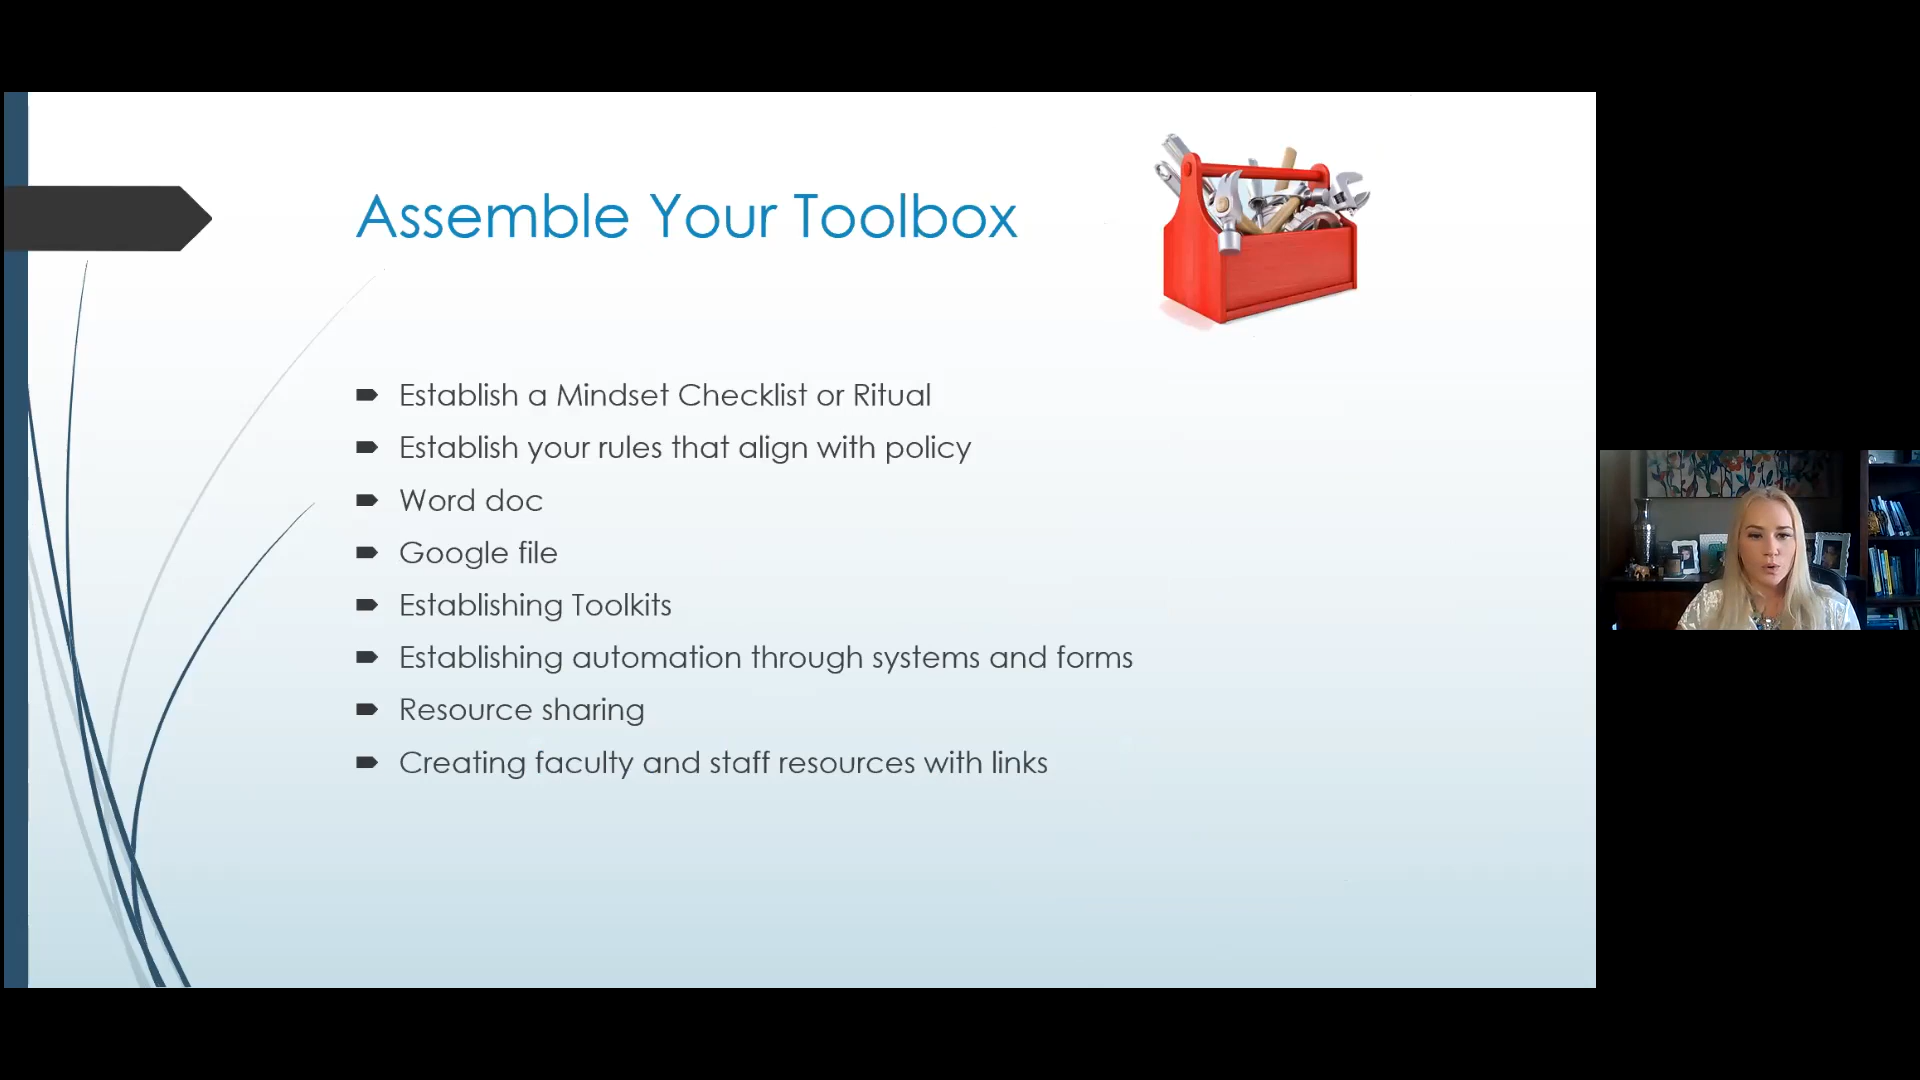 Assemble Your Toolbox
Establish a Mindset Checklist or Ritual
Establish your rules that align with policy
Word doc
Google file
Establishing Toolkits
Establishing automation through systems and forms
Resource sharing
Creating faculty and staff resources with links